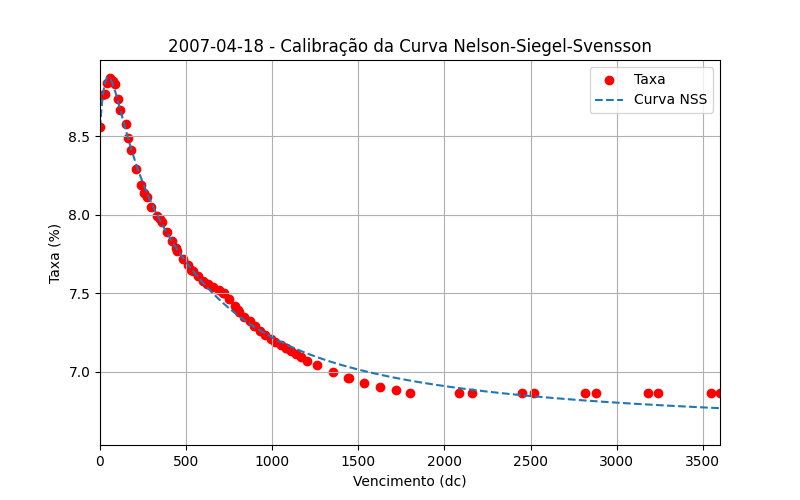 2007-04-18 - Calibração da Curva Nelson-Siegel-Svensson
Taxa
Curva NSS
Taxa (%)
8.5
8.0
7.5
7.0
0
500
1000
1500
2000
2500
3000
3500
Vencimento (dc)